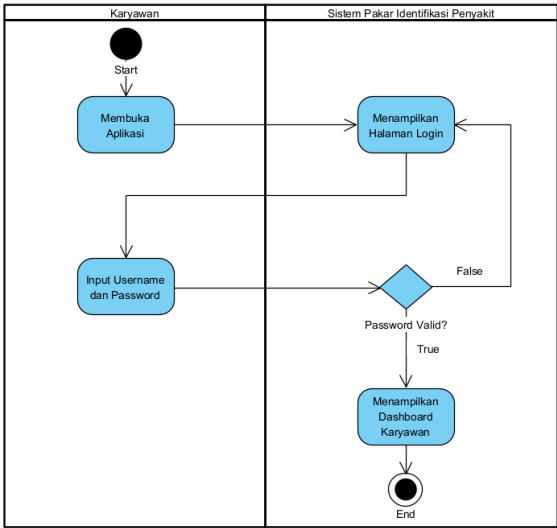 Karyawan
Sistem Pakar Identifikasi Penyakit
Start
Membuka
Aplikasi
Menampilkan
Halaman Login
Input Username
dan Password
False
Password Valid?
True
Menampilkan
Dashboard
Karyawan
End